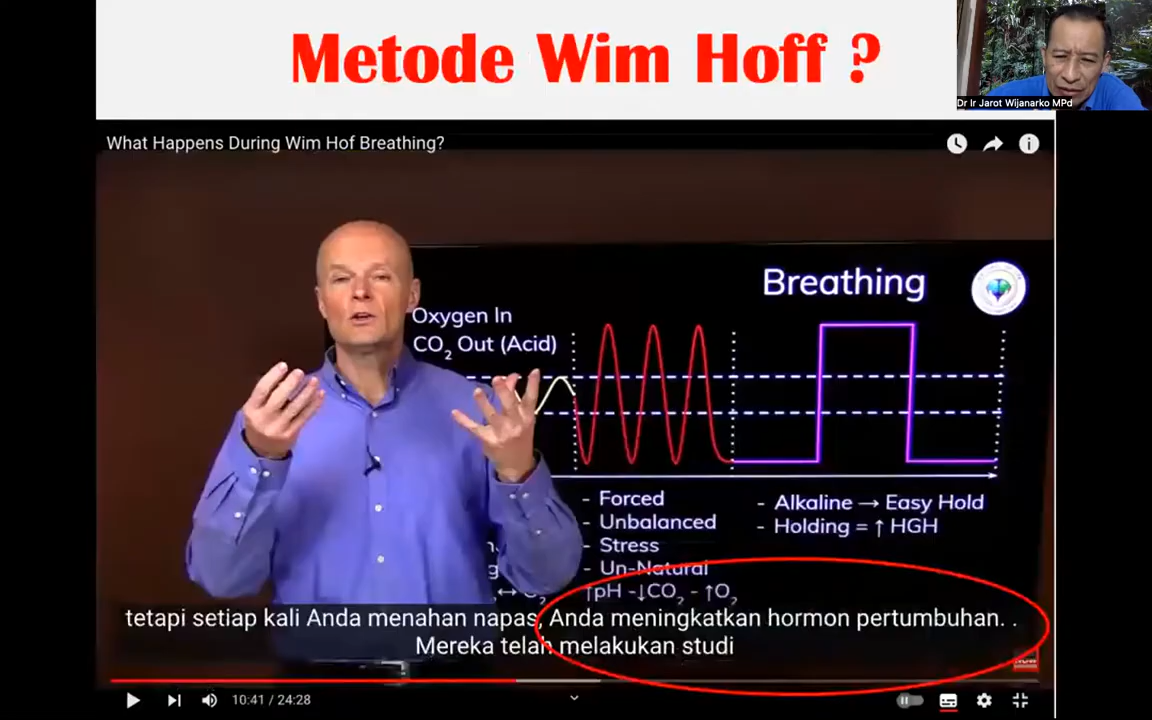 Metode Wim Hoff ?
Dr Ir Jarot Wijanarko MPd
What Happens During Wim Hof Breathing?
Breathing
Oxygen In
CO₂ Out (Acid)
- Forced
- Unbalanced
- Stress
- Un-Natural
↑pH -↓CO₂ - ↑O₂
- Alkaline → Easy Hold
- Holding = ↑ HGH
tetapi setiap kali Anda menahan napas, Anda meningkatkan hormon pertumbuhan. .
Mereka telah melakukan studi
10:41 / 24:28